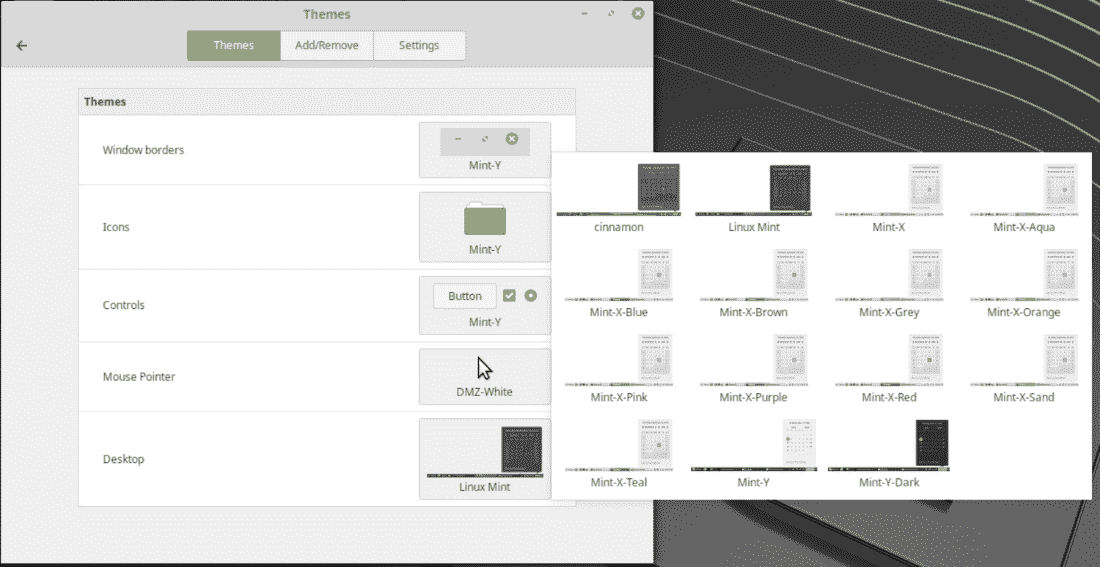 Themes
Themes Add/Remove Settings
Themes
Window borders
Mint-Y
Icons
Mint-Y
Controls
Button
Mint-Y
Mouse Pointer
DMZ-White
Desktop
Linux Mint
cinnamon Linux Mint Mint-X Mint-X-Aqua
Mint-X-Blue Mint-X-Brown Mint-X-Grey Mint-X-Orange
Mint-X-Pink Mint-X-Purple Mint-X-Red Mint-X-Sand
Mint-X-Teal Mint-Y Mint-Y-Dark